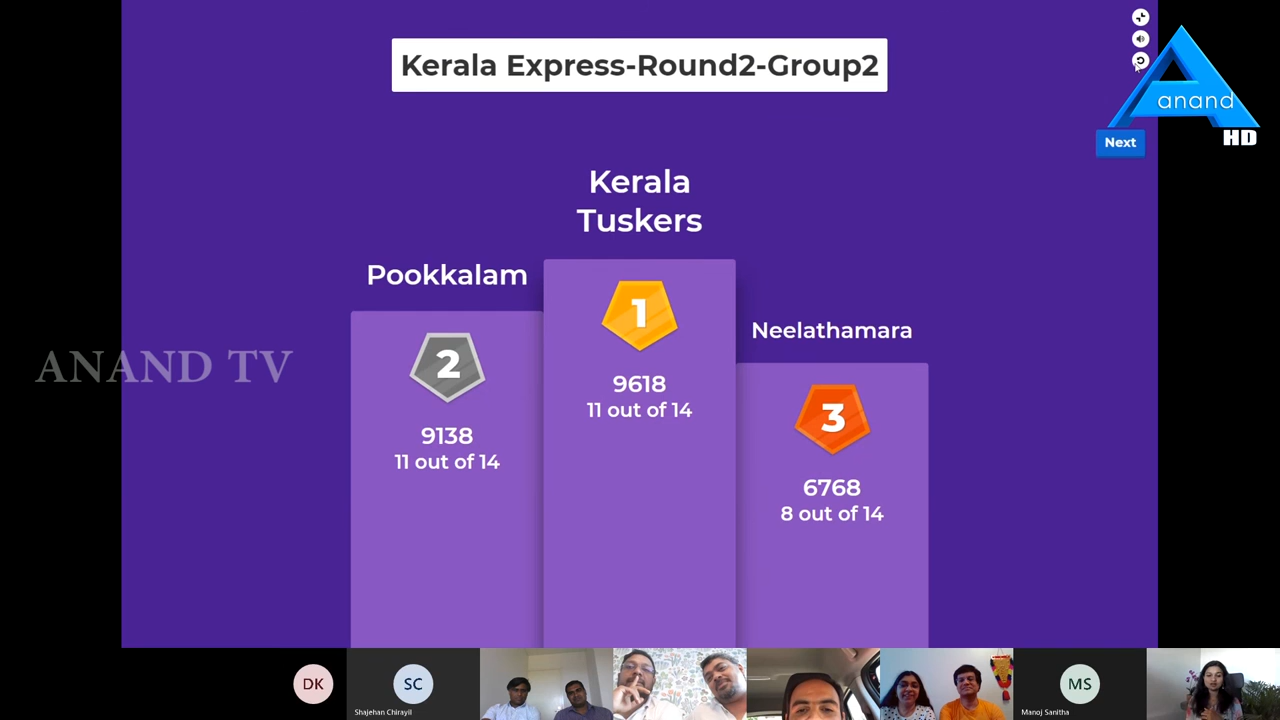 Kerala Express-Round2-Group2
anand
HD
Next
Kerala
Tuskers
Pookkalam
Neelathamara
1
2
3
9618
11 out of 14
9138
11 out of 14
6768
8 out of 14
ANAND TV
DK
SC
MS
Shajehan Chirayil
Manoj Sanitha